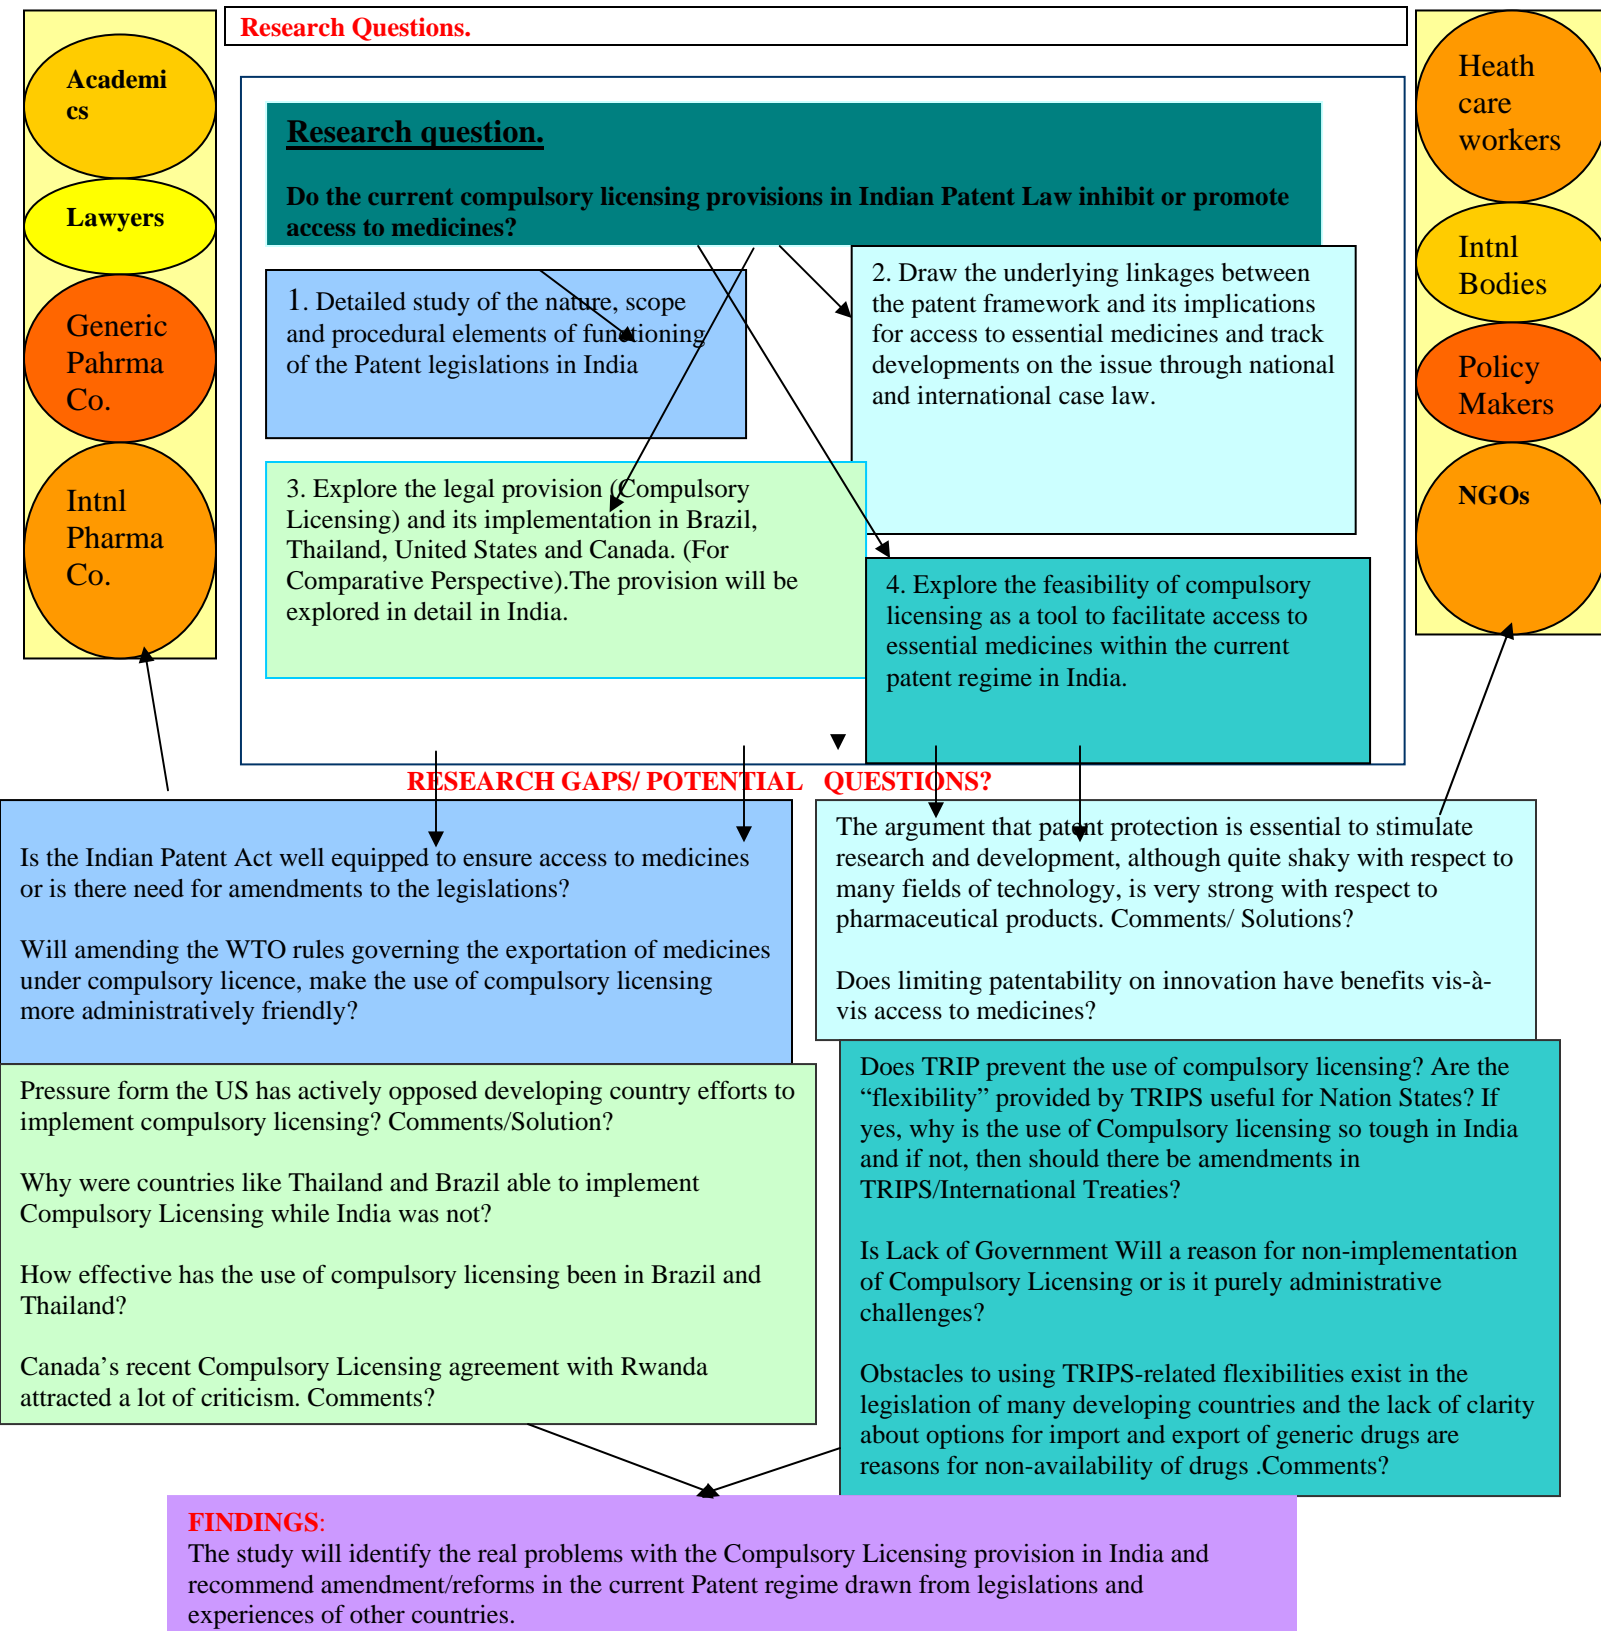 Research Questions.
Academi
cs
Lawyers
Generic
Pahrma
Co.
Intnl
Pharma
Co.
Heath
care
workers
Intnl
Bodies
Policy
Makers
NGOs
Research question.
Do the current compulsory licensing provisions in Indian Patent Law inhibit or promote
access to medicines?
1. Detailed study of the nature, scope
and procedural elements of functioning
of the Patent legislations in India
2. Draw the underlying linkages between
the patent framework and its implications
for access to essential medicines and track
developments on the issue through national
and international case law.
3. Explore the legal provision (Compulsory
Licensing) and its implementation in Brazil,
Thailand, United States and Canada. (For
Comparative Perspective).The provision will be
explored in detail in India.
4. Explore the feasibility of compulsory
licensing as a tool to facilitate access to
essential medicines within the current
patent regime in India.
RESEARCH GAPS/ POTENTIAL QUESTIONS?
Is the Indian Patent Act well equipped to ensure access to medicines
or is there need for amendments to the legislations?
Will amending the WTO rules governing the exportation of medicines
under compulsory licence, make the use of compulsory licensing
more administratively friendly?
The argument that patent protection is essential to stimulate
research and development, although quite shaky with respect to
many fields of technology, is very strong with respect to
pharmaceutical products. Comments/ Solutions?
Does limiting patentability on innovation have benefits vis-à-
vis access to medicines?
Pressure form the US has actively opposed developing country efforts to
implement compulsory licensing? Comments/Solution?
Why were countries like Thailand and Brazil able to implement
Compulsory Licensing while India was not?
How effective has the use of compulsory licensing been in Brazil and
Thailand?
Canada's recent Compulsory Licensing agreement with Rwanda
attracted a lot of criticism. Comments?
Does TRIP prevent the use of compulsory licensing? Are the
“flexibility” provided by TRIPS useful for Nation States? If
yes, why is the use of Compulsory licensing so tough in India
and if not, then should there be amendments in
TRIPS/International Treaties?
Is Lack of Government Will a reason for non-implementation
of Compulsory Licensing or is it purely administrative
challenges?
Obstacles to using TRIPS-related flexibilities exist in the
legislation of many developing countries and the lack of clarity
about options for import and export of generic drugs are
reasons for non-availability of drugs .Comments?
FINDINGS:
The study will identify the real problems with the Compulsory Licensing provision in India and
recommend amendment/reforms in the current Patent regime drawn from legislations and
experiences of other countries.